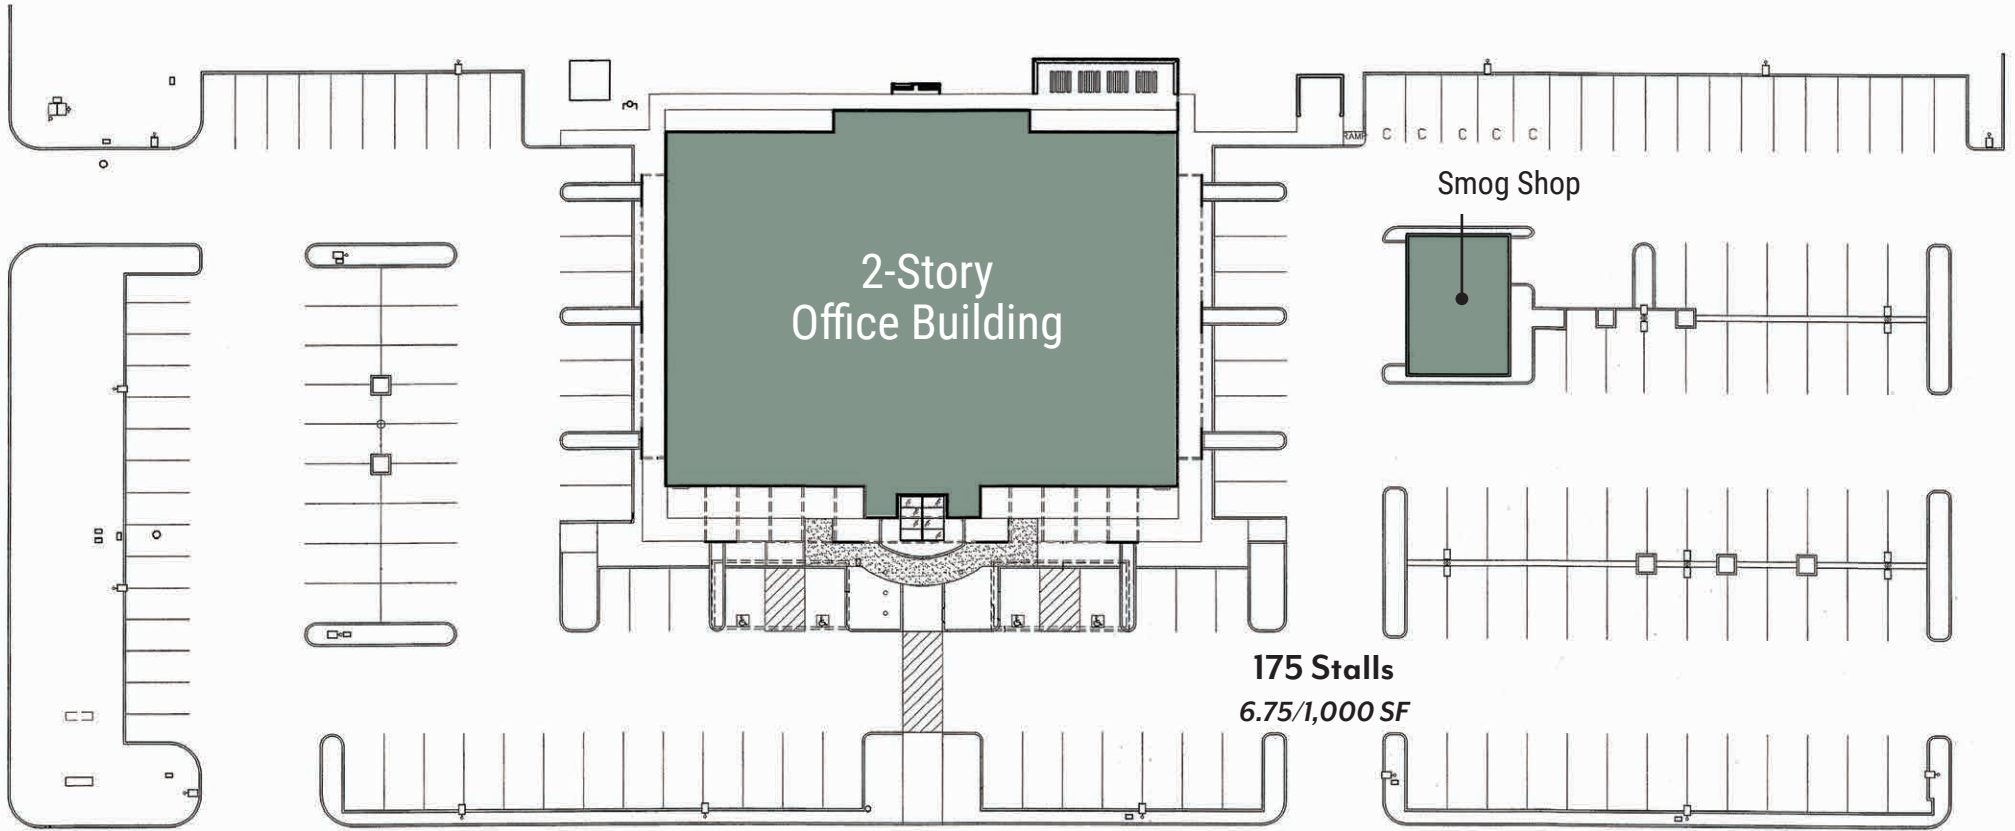 RAMP
C C C C C
Smog Shop
2-Story
Office Building
175 Stalls
6.75/1,000 SF